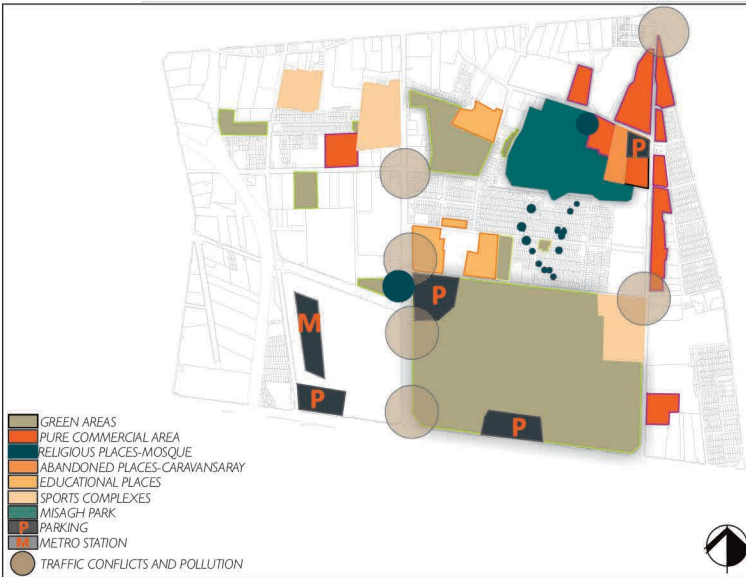 P
P
M
P
P
GREEN AREAS
PURE COMMERCIAL AREA
RELIGIOUS PLACES-MOSQUE
ABANDONED PLACES-CARAVANSARAY
EDUCATIONAL PLACES
SPORTS COMPLEXES
MISAGH PARK
P PARKING
M METRO STATION
TRAFFIC CONFLICTS AND POLLUTION